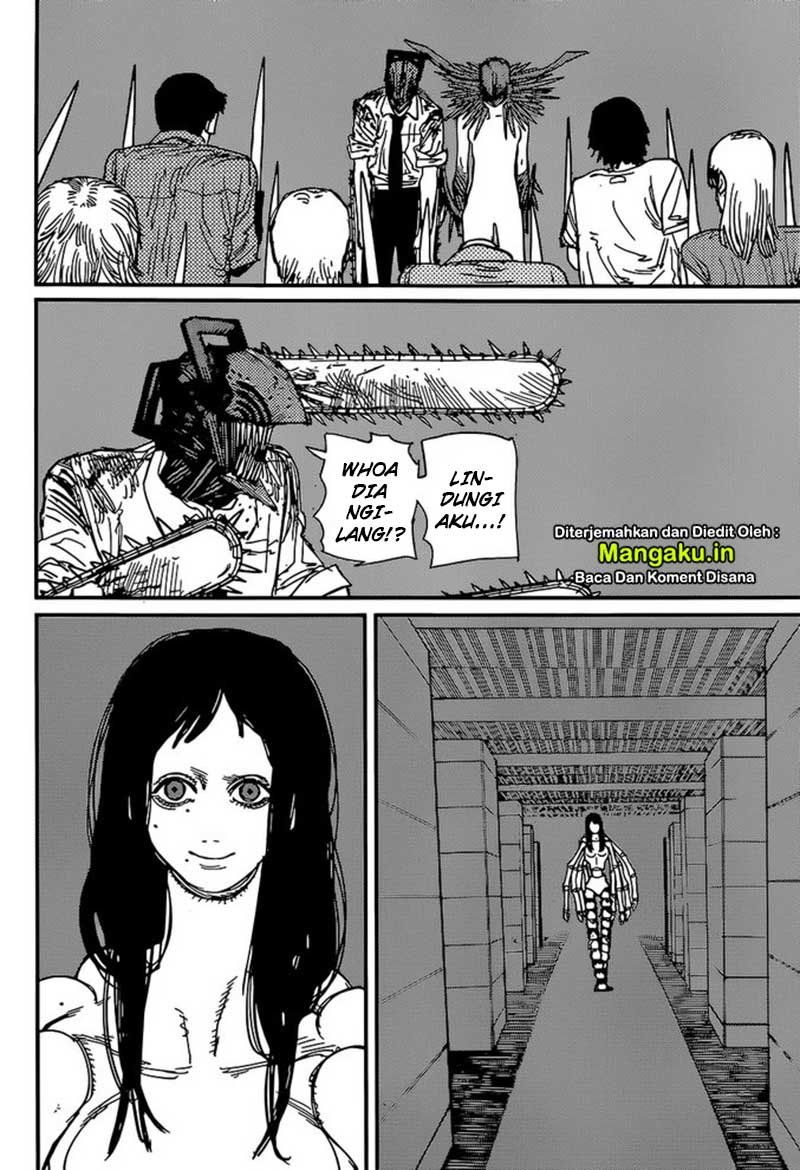 LIN-
DUNGI
AKU...!
WHOA
DIA
NGI-
LANG!?
Diterjemahkan dan Diedit Oleh :
Mangaku.in
Baca Dan Koment Disana